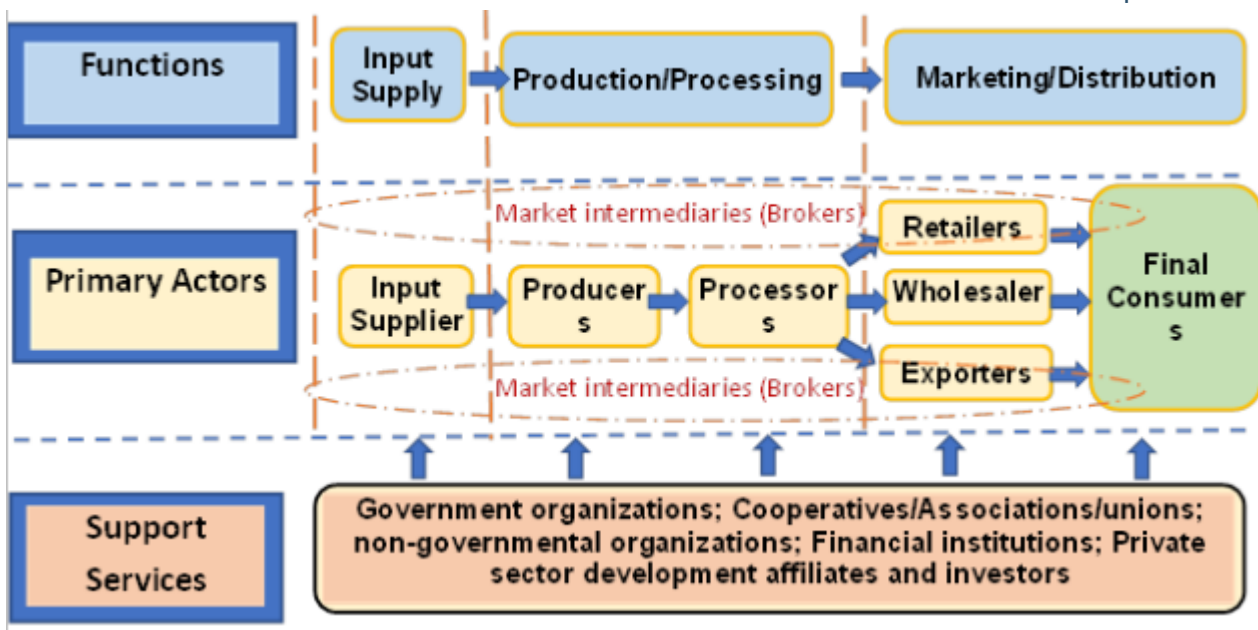 Functions
Input
Supply
Production/Processing
Marketing/Distribution
Market intermediaries (Brokers)
Retailers
Primary Actors
Input
Supplier
Producer
s
Processor
s
Wholesaler
Final
Consumer
s
Market intermediaries (Brokers)
Exporters
Support
Services
Government organizations; Cooperatives/Associations/unions;
non-governmental organizations; Financial institutions; Private
sector development affiliates and investors